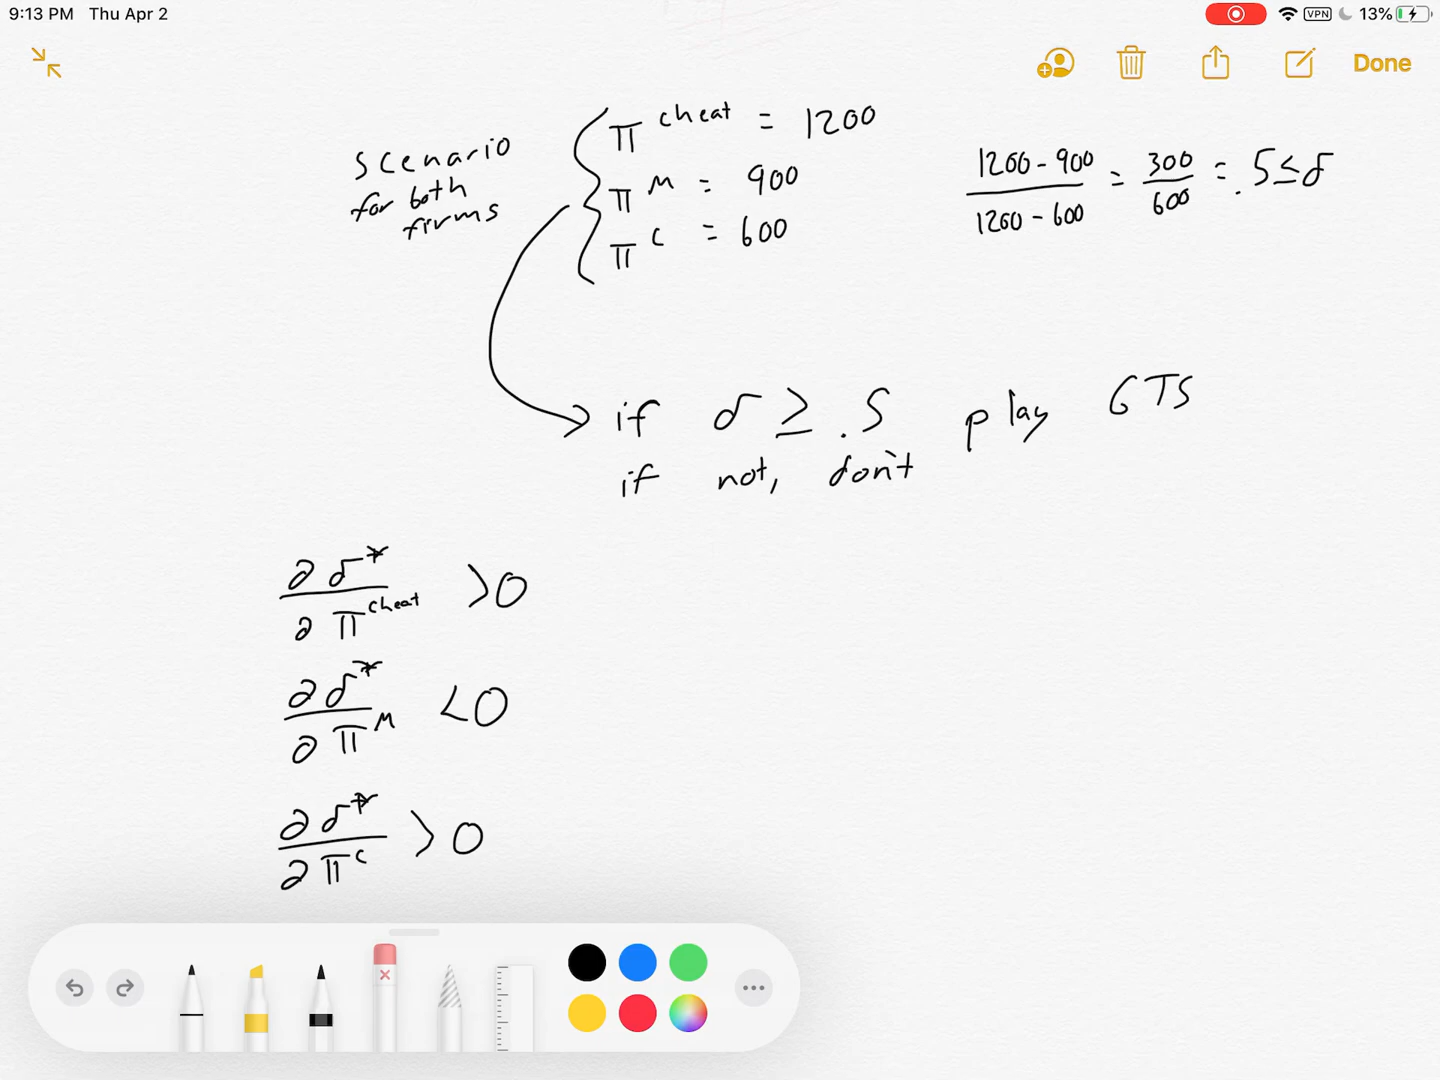 9:13 PM Thu Apr 2
VPN 13%
Done
scenario
for both
firms
π^cheat = 1200
π^M = 900
π^C = 600
(1200 - 900)/(1200 - 600) = 300/600 = .5 ≤ δ
if δ ≥ .5 play GTS
if not, don't
∂δ*/∂π^cheat > 0
∂δ*/∂π^M < 0
∂δ*/∂π^C > 0